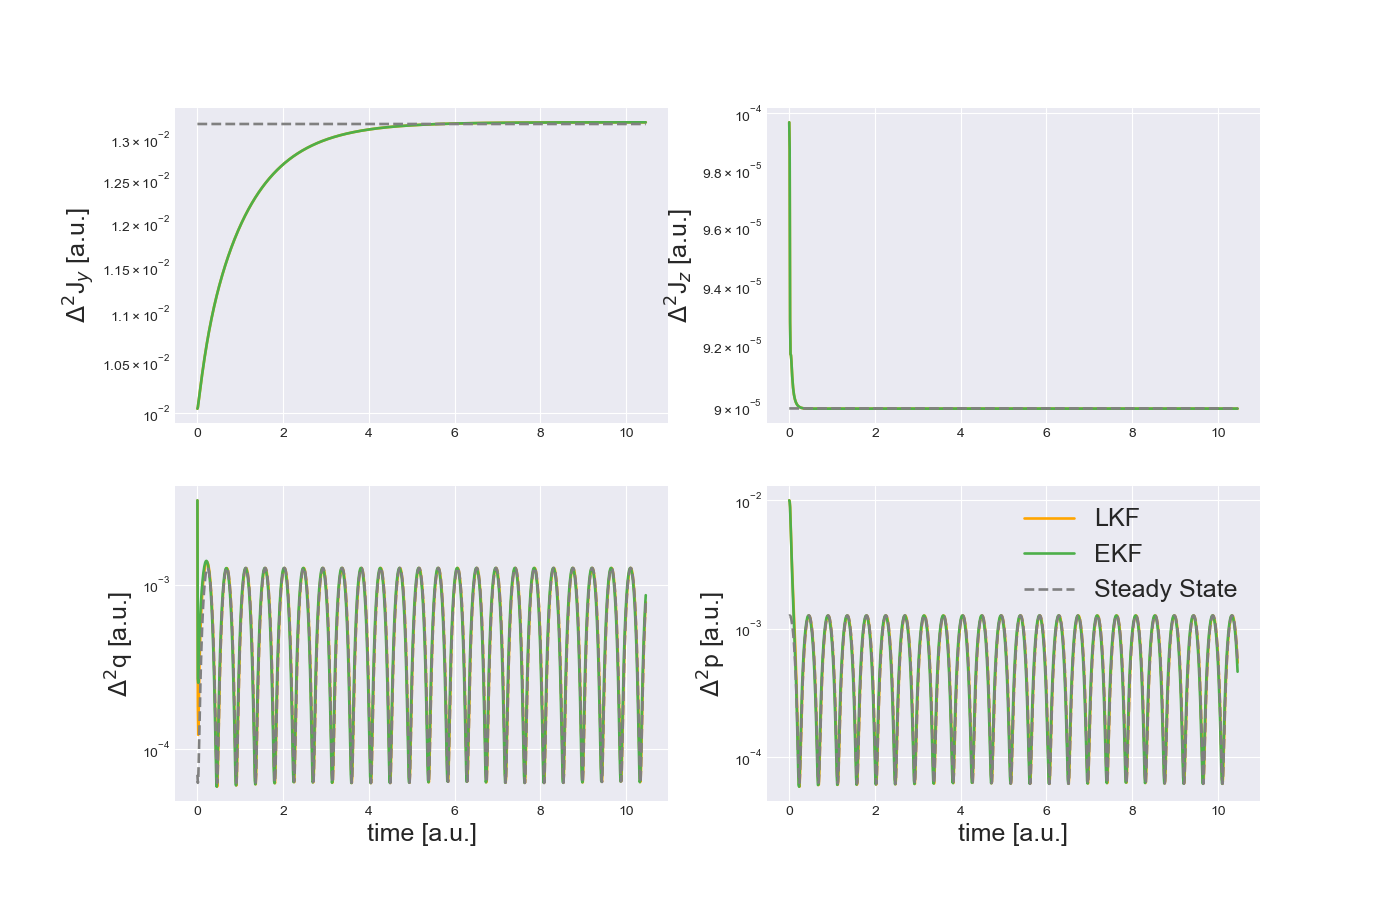 Δ²J_y [a.u.]
1.3 × 10⁻²
1.25 × 10⁻²
1.2 × 10⁻²
1.15 × 10⁻²
1.1 × 10⁻²
1.05 × 10⁻²
10⁻²
0 2 4 6 8 10
Δ²J_z [a.u.]
10⁻⁴
9.8 × 10⁻⁵
9.6 × 10⁻⁵
9.4 × 10⁻⁵
9.2 × 10⁻⁵
9 × 10⁻⁵
0 2 4 6 8 10
Δ²q [a.u.]
10⁻³
10⁻⁴
0 2 4 6 8 10
time [a.u.]
Δ²p [a.u.]
10⁻²
10⁻³
10⁻⁴
LKF
EKF
Steady State
0 2 4 6 8 10
time [a.u.]